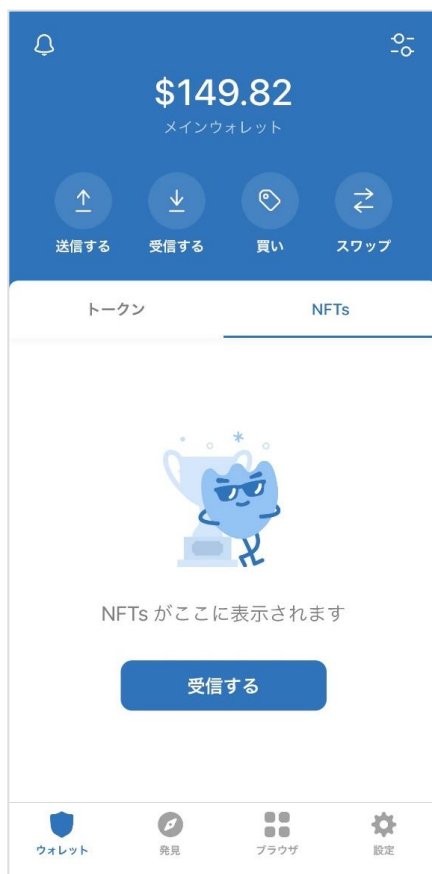 $149.82
メインウォレット
送信する 受信する 買い スワップ
トークン NFTs
NFTs がここに表示されます
受信する
ウォレット 発見 ブラウザ 設定